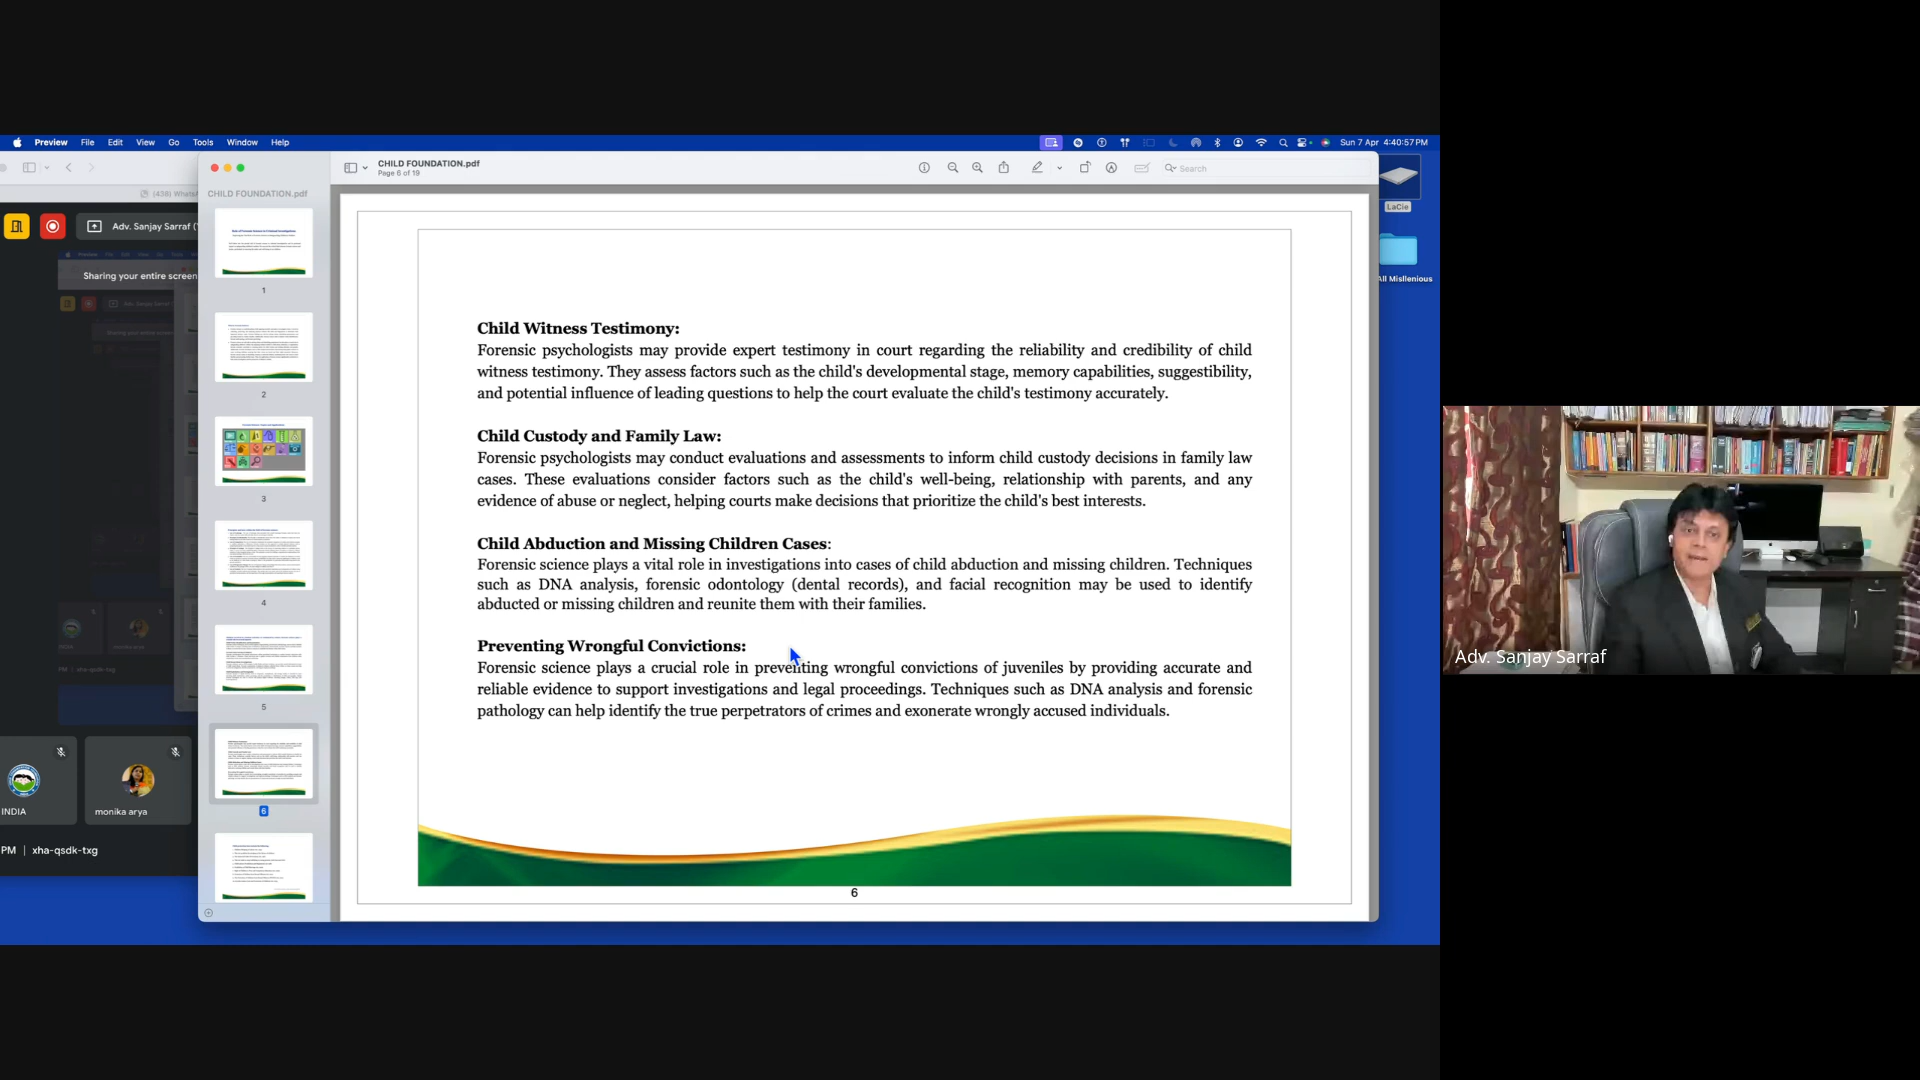 Preview File Edit View Go Tools Window Help
Sun 7 Apr 4:40:57 PM
CHILD FOUNDATION.pdf
Page 6 of 19
Search
(438) WhatsA
CHILD FOUNDATION.pdf
LaCie
Adv. Sanjay Sarraf (
Sharing your entire screen
All Misllenious
1
2
3
4
5
6
Child Witness Testimony:
Forensic psychologists may provide expert testimony in court regarding the reliability and credibility of child
witness testimony. They assess factors such as the child's developmental stage, memory capabilities, suggestibility,
and potential influence of leading questions to help the court evaluate the child's testimony accurately.
Child Custody and Family Law:
Forensic psychologists may conduct evaluations and assessments to inform child custody decisions in family law
cases. These evaluations consider factors such as the child's well-being, relationship with parents, and any
evidence of abuse or neglect, helping courts make decisions that prioritize the child's best interests.
Child Abduction and Missing Children Cases:
Forensic science plays a vital role in investigations into cases of child abduction and missing children. Techniques
such as DNA analysis, forensic odontology (dental records), and facial recognition may be used to identify
abducted or missing children and reunite them with their families.
Preventing Wrongful Convictions:
Forensic science plays a crucial role in preventing wrongful convictions of juveniles by providing accurate and
reliable evidence to support investigations and legal proceedings. Techniques such as DNA analysis and forensic
pathology can help identify the true perpetrators of crimes and exonerate wrongly accused individuals.
6
INDIA
monika arya
PM | xha-qsdk-txg
Adv. Sanjay Sarraf